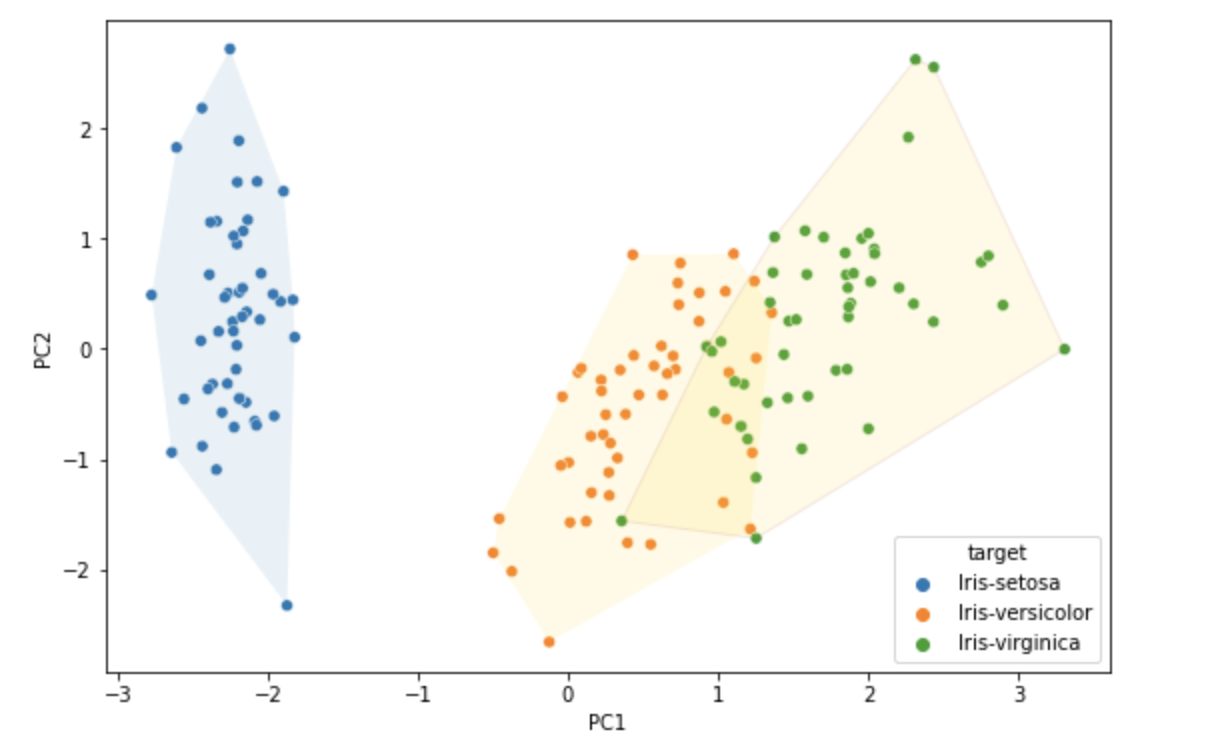 2
1
0
−1
−2
PC2
−3
−2
−1
0
1
2
3
PC1
target
Iris-setosa
Iris-versicolor
Iris-virginica